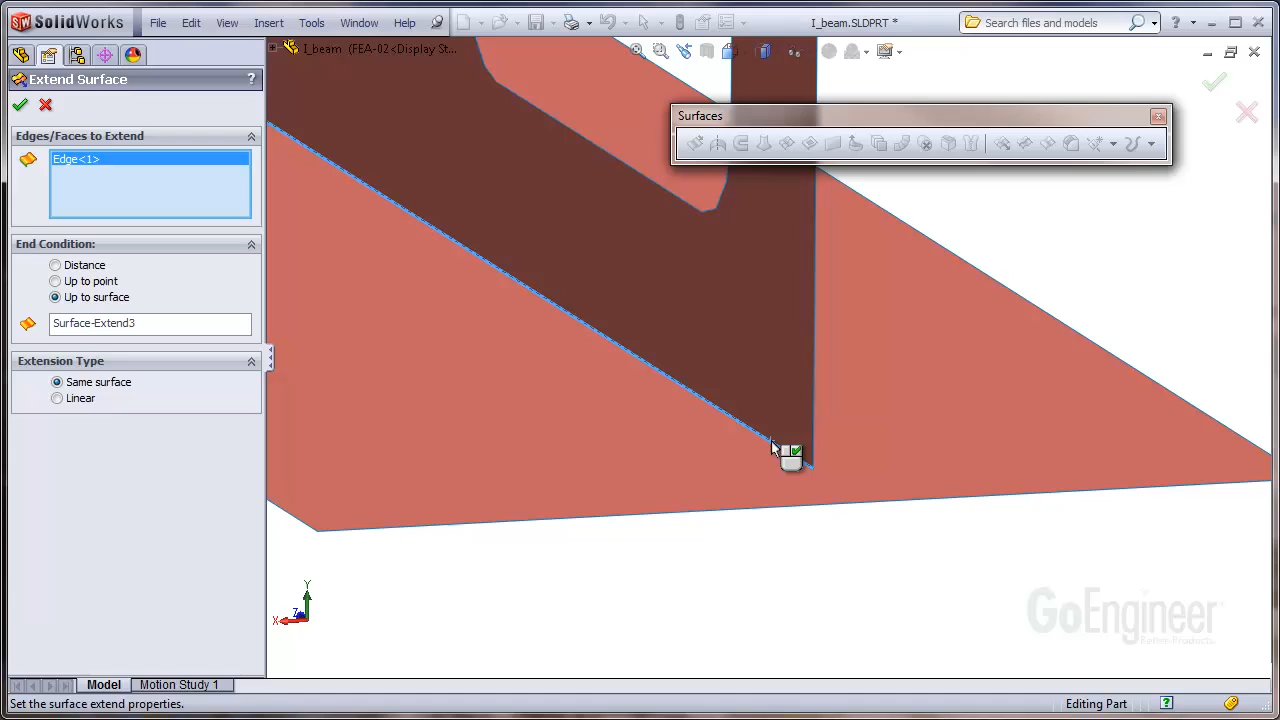 SolidWorks
File Edit View Insert Tools Window Help
I_beam.SLDPRT *
Search files and models
Extend Surface
?
I_beam (FEA-02<Display St...
Surfaces
Edges/Faces to Extend
Edge<1>
End Condition:
Distance
Up to point
Up to surface
Surface-Extend3
Extension Type
Same surface
Linear
Y
Z
X
GoEngineer
Model
Motion Study 1
Set the surface extend properties.
Editing Part